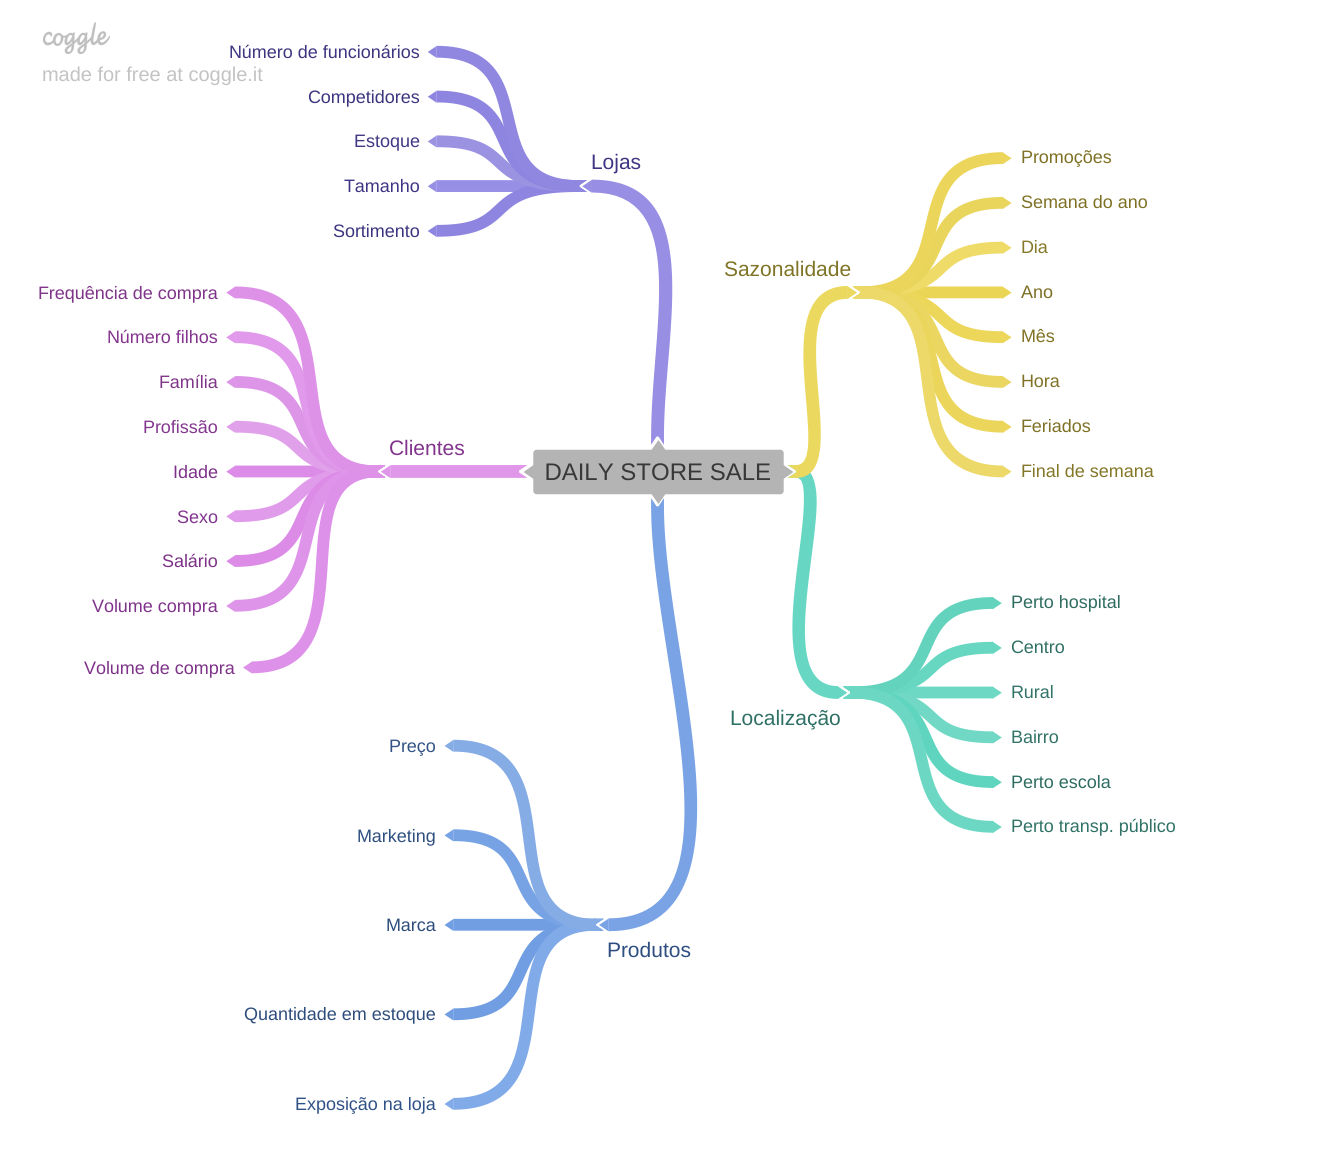 coggle
made for free at coggle.it
Número de funcionários
Competidores
Estoque
Tamanho
Sortimento
Lojas
Frequência de compra
Número filhos
Família
Profissão
Idade
Sexo
Salário
Volume compra
Volume de compra
Clientes
DAILY STORE SALE
Sazonalidade
Promoções
Semana do ano
Dia
Ano
Mês
Hora
Feriados
Final de semana
Localização
Perto hospital
Centro
Rural
Bairro
Perto escola
Perto transp. público
Preço
Marketing
Marca
Quantidade em estoque
Exposição na loja
Produtos